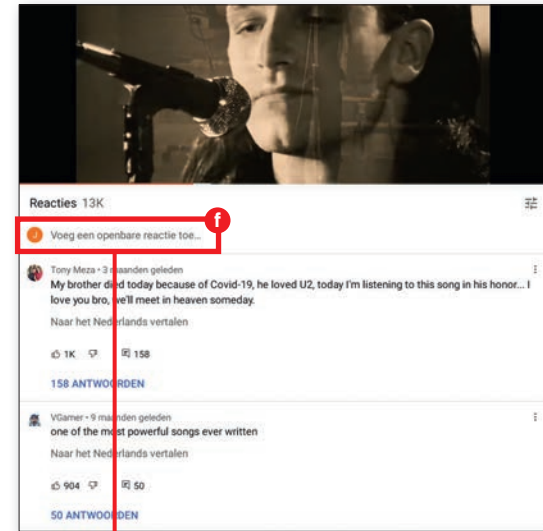 Reacties 13K
f
J Voeg een openbare reactie toe...
Tony Meza • 3 maanden geleden
My brother died today because of Covid-19, he loved U2, today I'm listening to this song in his honor... I
love you bro, we'll meet in heaven someday.
Naar het Nederlands vertalen
1K 158
158 ANTWOORDEN
VGamer • 9 maanden geleden
one of the most powerful songs ever written
Naar het Nederlands vertalen
904 50
50 ANTWOORDEN